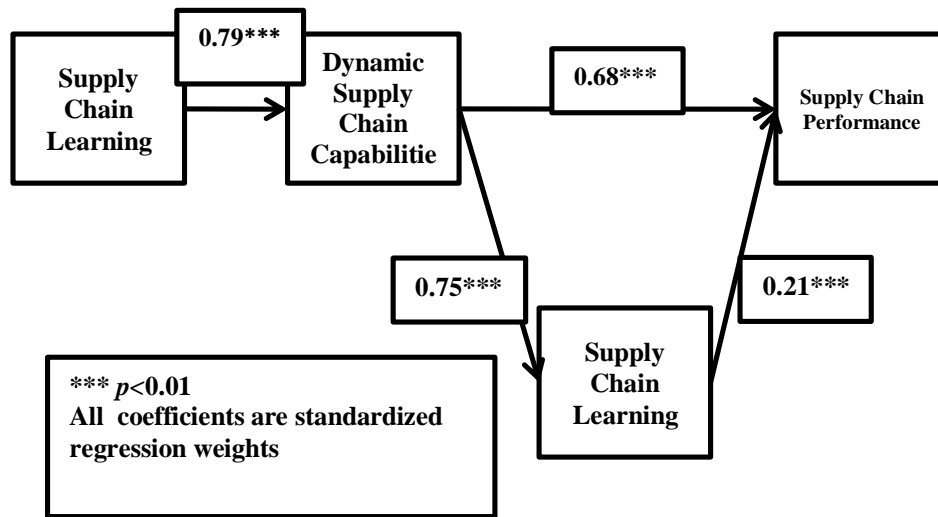 0.79***
Supply
Chain
Learning
Dynamic
Supply
Chain
Capabilitie
0.68***
Supply Chain
Performance
0.75***
0.21***
Supply
Chain
Learning
*** p<0.01
All coefficients are standardized
regression weights